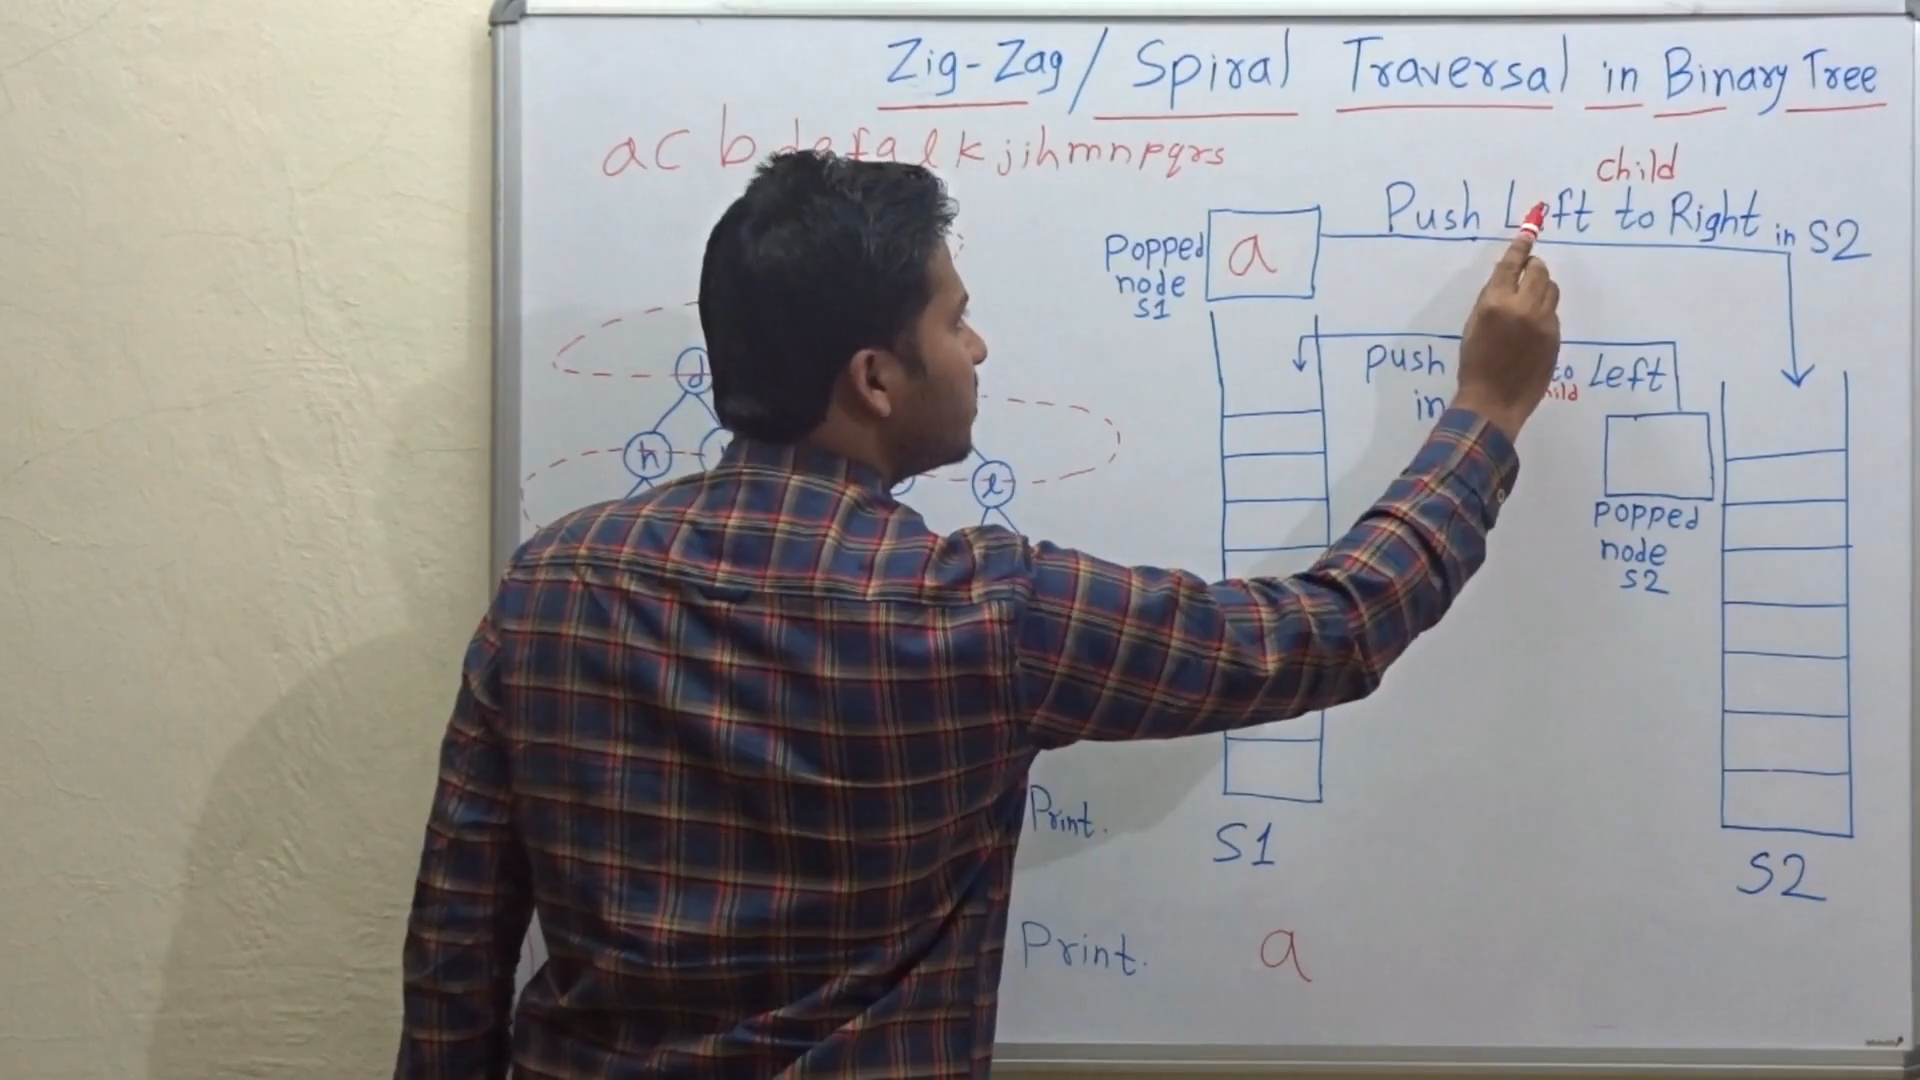 Zig-Zag/ Spiral Traversal in Binary Tree
a c b d e f g l k j i h m n p q r s
child
Push Left to Right in S2
Popped
node
S1
a
push to Left
in
Popped
node
S2
d
h
l
Print.
S1
S2
Print. a